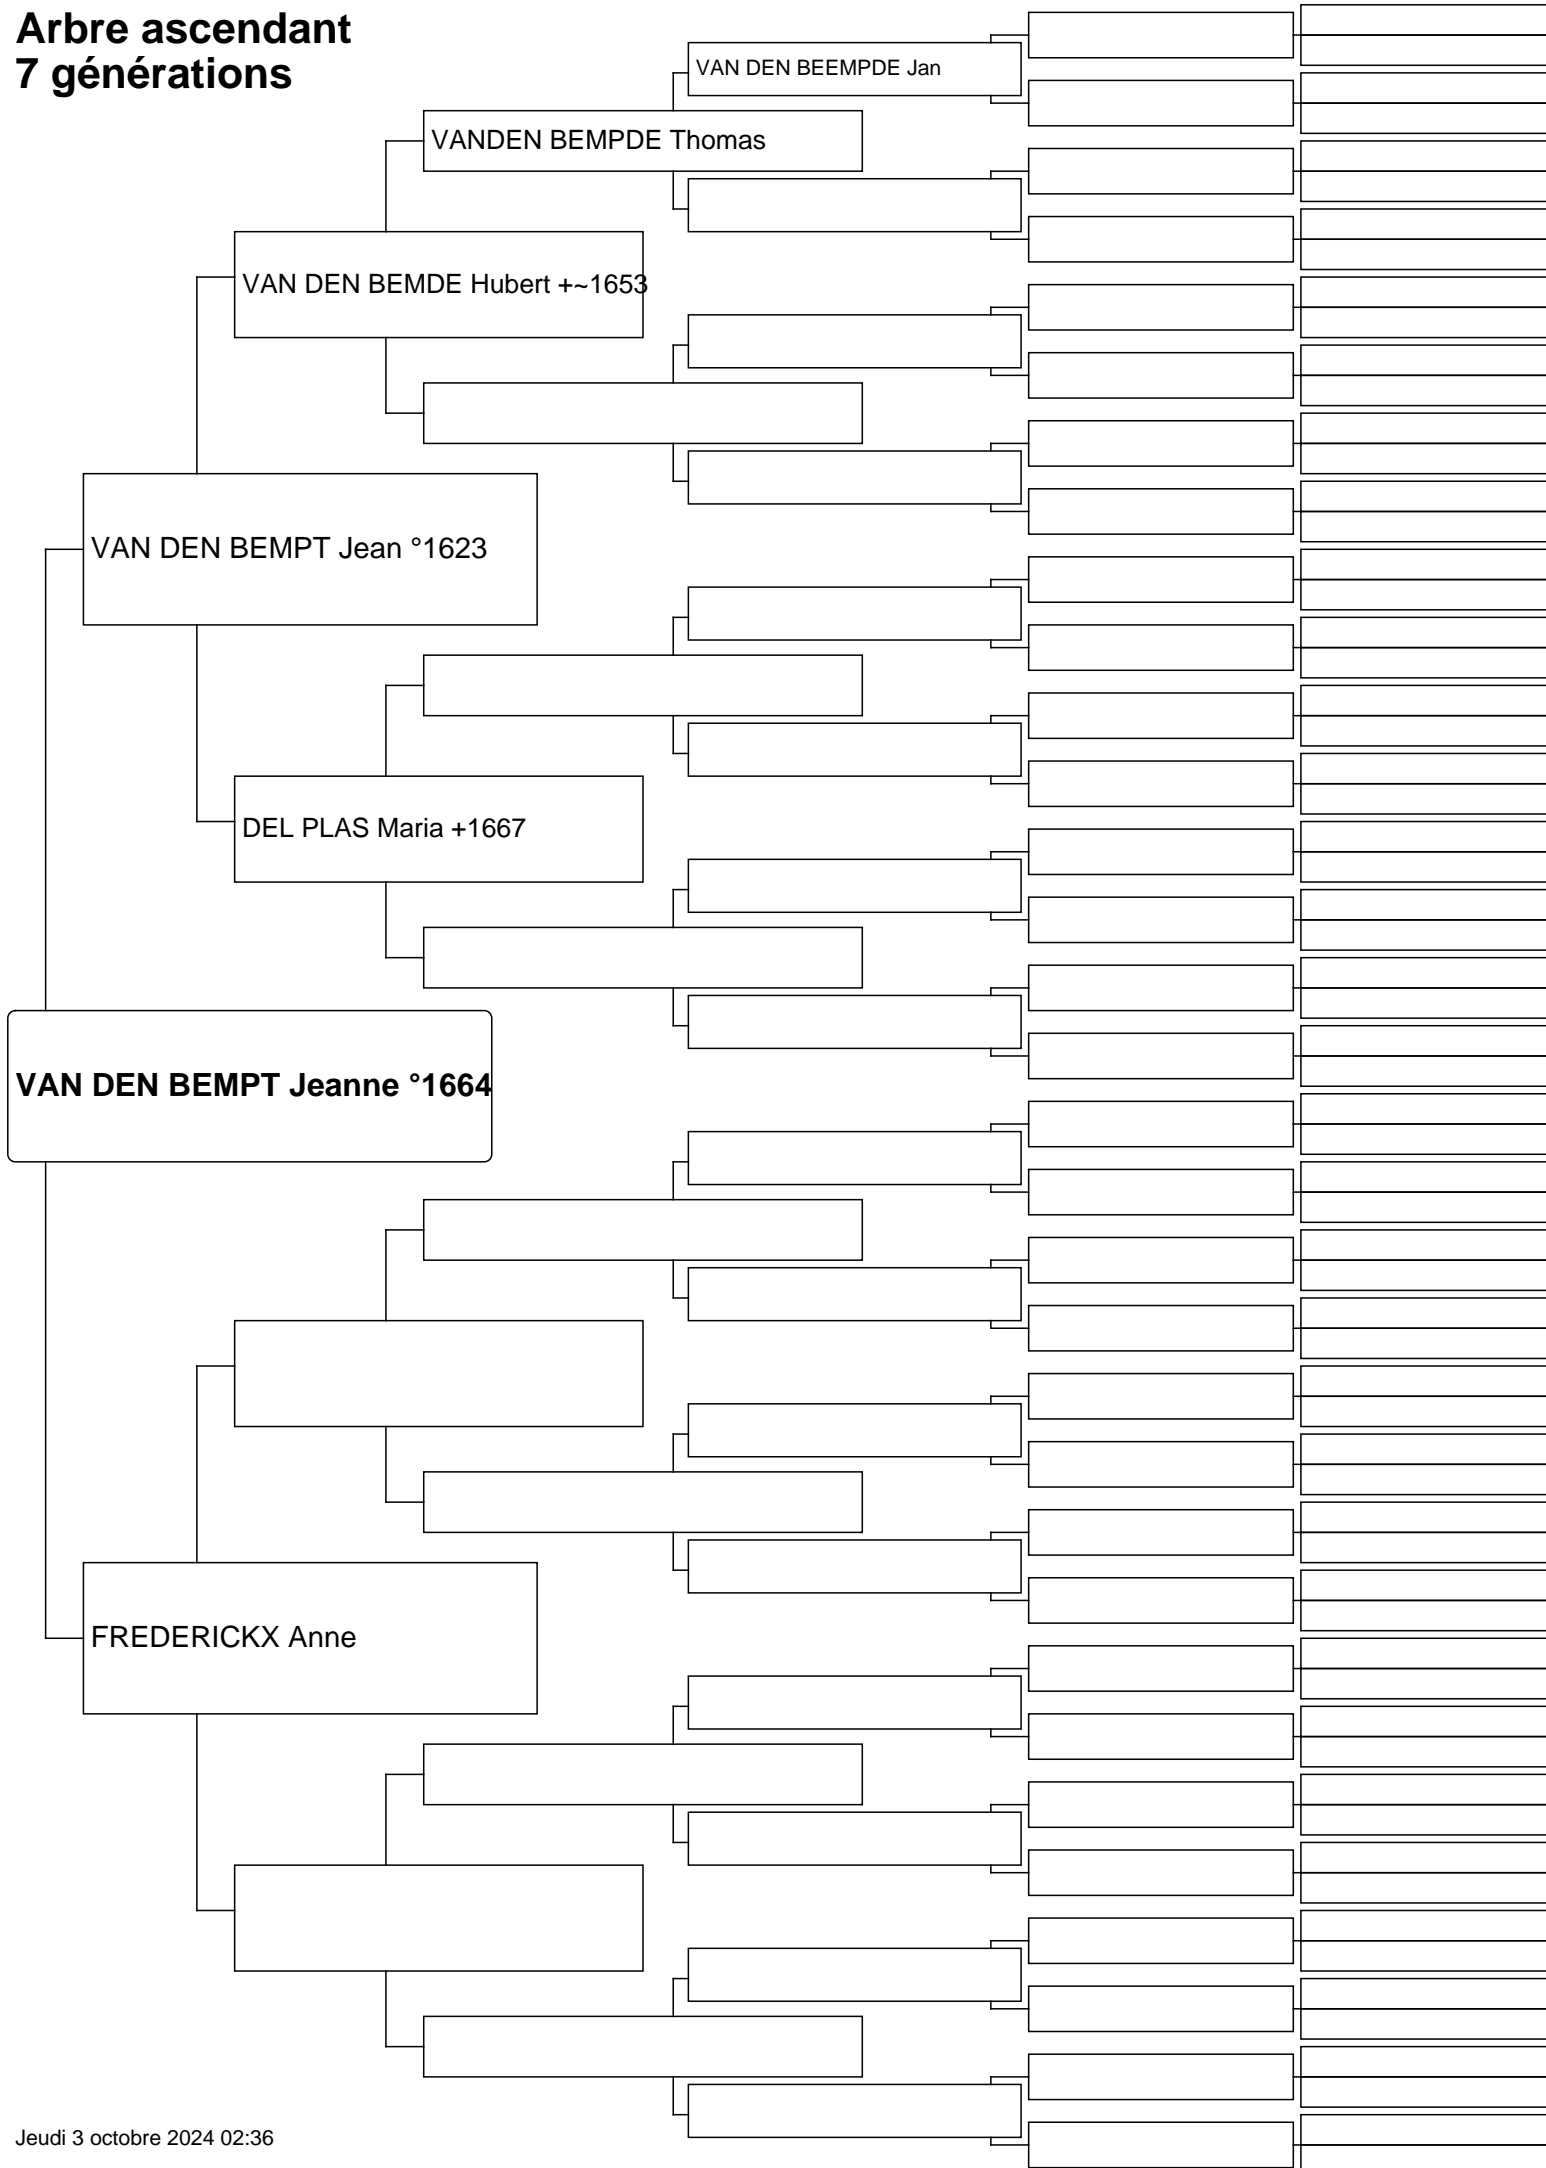 Arbre ascendant
7 générations
VAN DEN BEEMPDE Jan
VANDEN BEMPDE Thomas
VAN DEN BEMDE Hubert +~1653
VAN DEN BEMPT Jean °1623
DEL PLAS Maria +1667
VAN DEN BEMPT Jeanne °1664
FREDERICKX Anne
Jeudi 3 octobre 2024 02:36